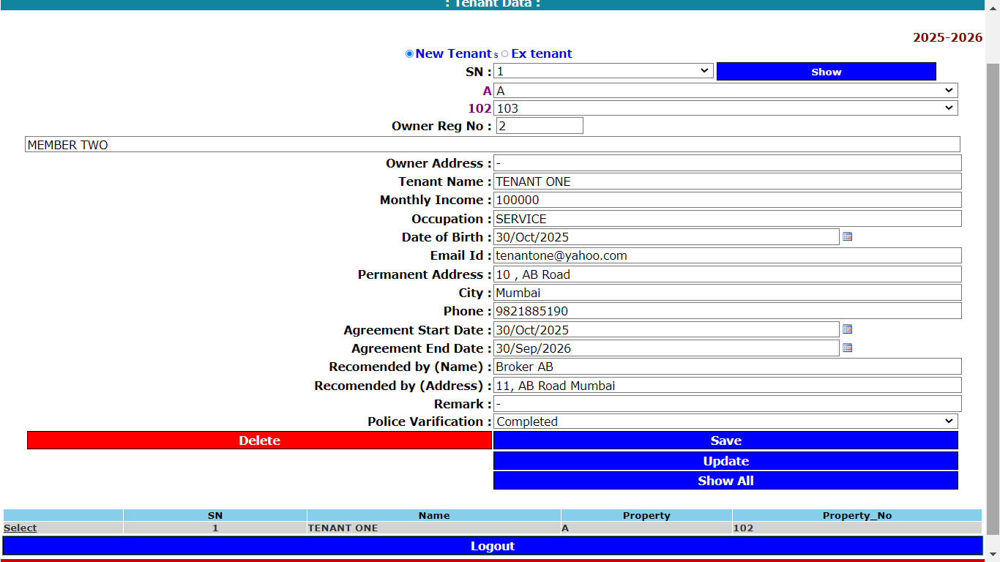 : Tenant Data :
2025-2026
New Tenant s Ex tenant
SN : 1 Show
A A
102 103
Owner Reg No : 2
MEMBER TWO
Owner Address : -
Tenant Name : TENANT ONE
Monthly Income : 100000
Occupation : SERVICE
Date of Birth : 30/Oct/2025
Email Id : tenantone@yahoo.com
Permanent Address : 10 , AB Road
City : Mumbai
Phone : 9821885190
Agreement Start Date : 30/Oct/2025
Agreement End Date : 30/Sep/2026
Recomended by (Name) : Broker AB
Recomended by (Address) : 11, AB Road Mumbai
Remark : -
Police Varification : Completed
Delete Save
Update
Show All
SN Name Property Property_No
Select 1 TENANT ONE A 102
Logout